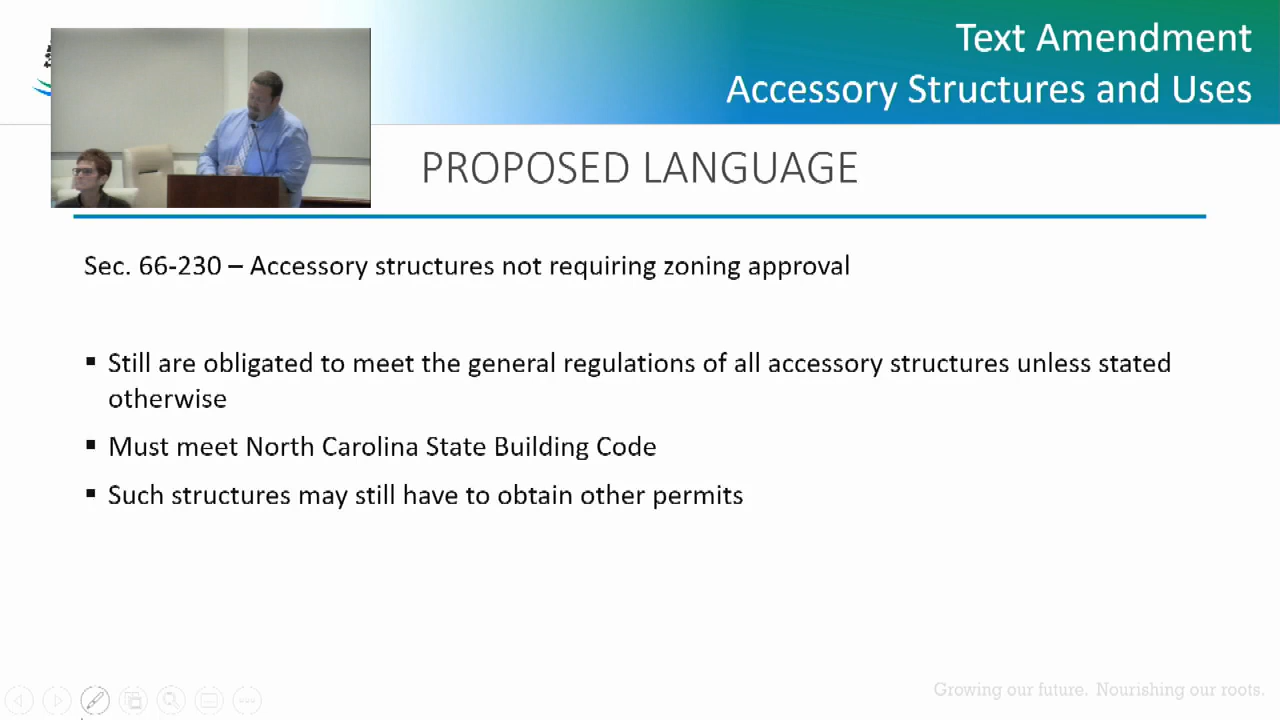 Text Amendment
Accessory Structures and Uses
PROPOSED LANGUAGE
Sec. 66-230 – Accessory structures not requiring zoning approval
▪ Still are obligated to meet the general regulations of all accessory structures unless stated
otherwise
▪ Must meet North Carolina State Building Code
▪ Such structures may still have to obtain other permits
Growing our future. Nourishing our roots.